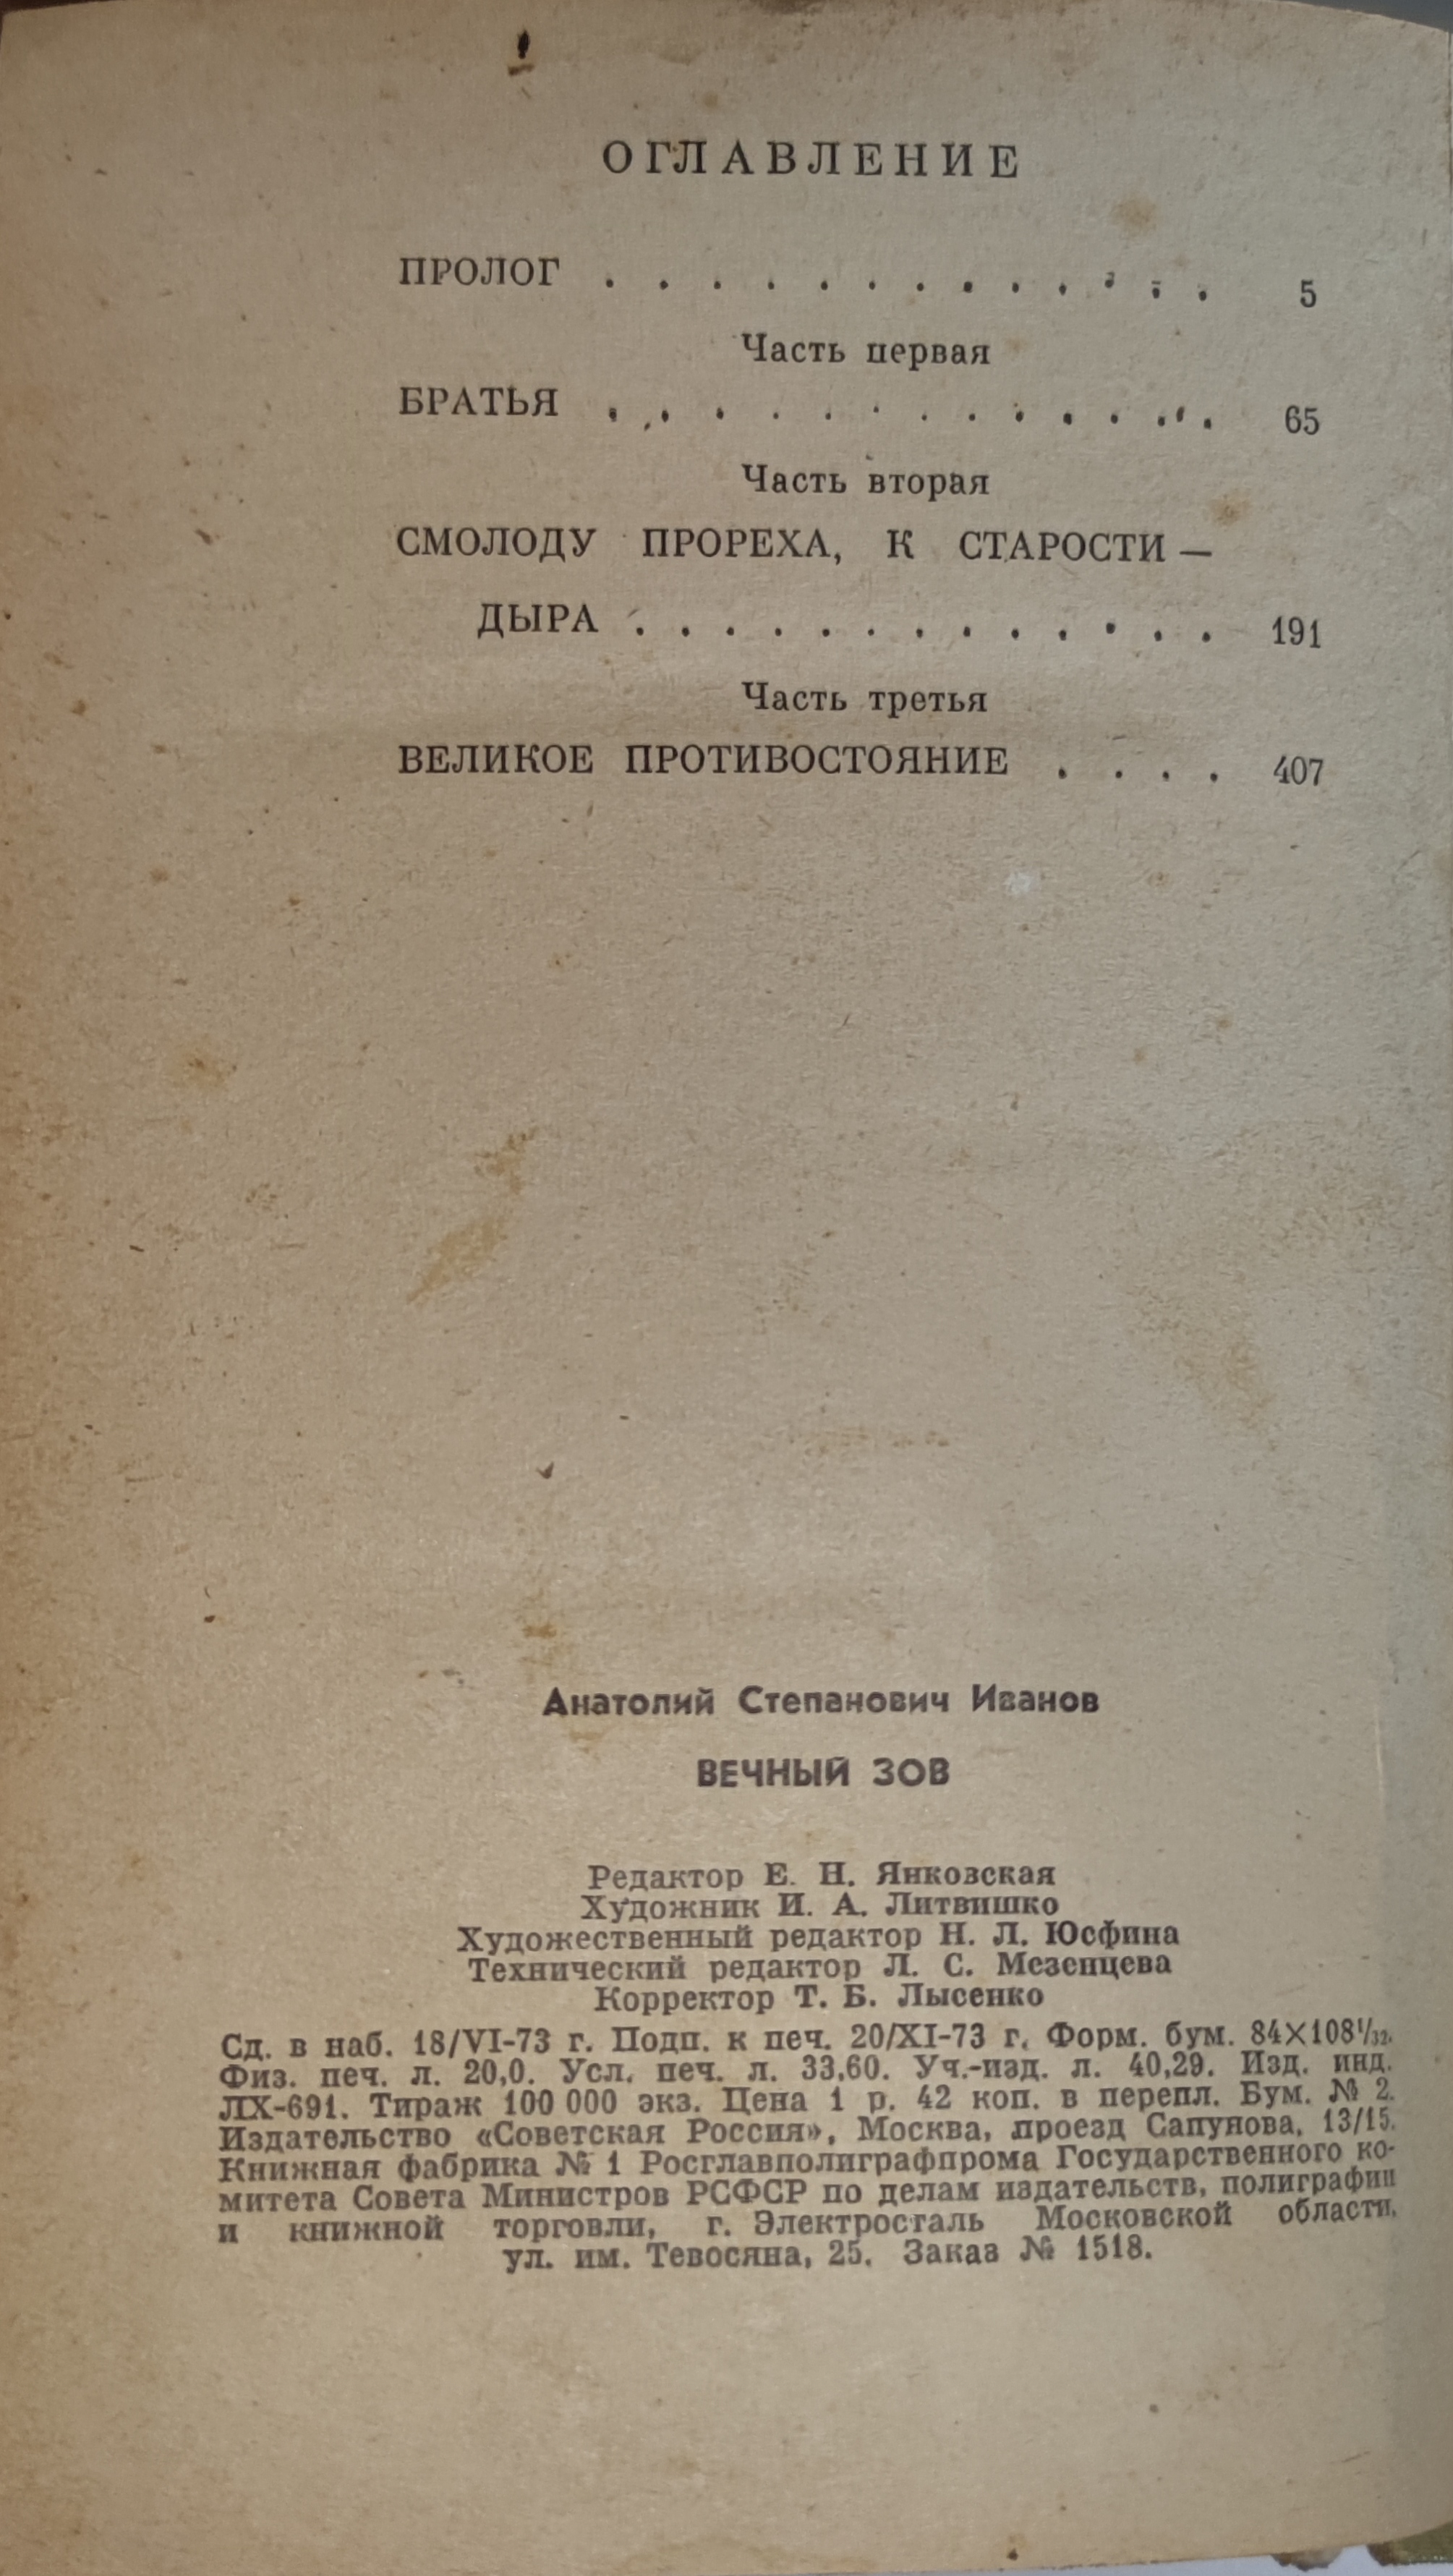 ОГЛАВЛЕНИЕ
ПРОЛОГ . . . . . . . . . . . . . 5
Часть первая
БРАТЬЯ . . . . . . . . . . . . . 65
Часть вторая
СМОЛОДУ ПРОРЕХА, К СТАРОСТИ —
ДЫРА . . . . . . . . . . . . . 191
Часть третья
ВЕЛИКОЕ ПРОТИВОСТОЯНИЕ . . . . 407
Анатолий Степанович Иванов
ВЕЧНЫЙ ЗОВ
Редактор Е. Н. Янковская
Художник И. А. Литвишко
Художественный редактор Н. Л. Юсфина
Технический редактор Л. С. Мезенцева
Корректор Т. Б. Лысенко
Сд. в наб. 18/VI-73 г. Подп. к печ. 20/XI-73 г. Форм. бум. 84×108¹/₃₂.
Физ. печ. л. 20,0. Усл. печ. л. 33,60. Уч.-изд. л. 40,29. Изд. инд.
ЛХ-691. Тираж 100 000 экз. Цена 1 р. 42 коп. в перепл. Бум. № 2.
Издательство «Советская Россия», Москва, проезд Сапунова, 13/15.
Книжная фабрика № 1 Росглавполиграфпрома Государственного ко-
митета Совета Министров РСФСР по делам издательств, полиграфии
и книжной торговли, г. Электросталь Московской области,
ул. им. Тевосяна, 25. Заказ № 1518.